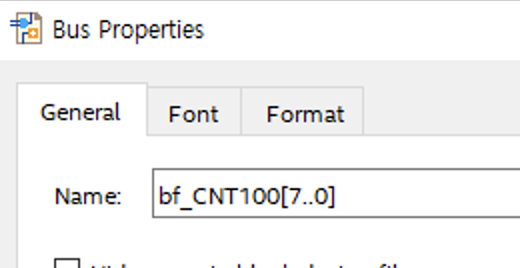 Bus Properties
General Font Format
Name: bf_CNT100[7..0]